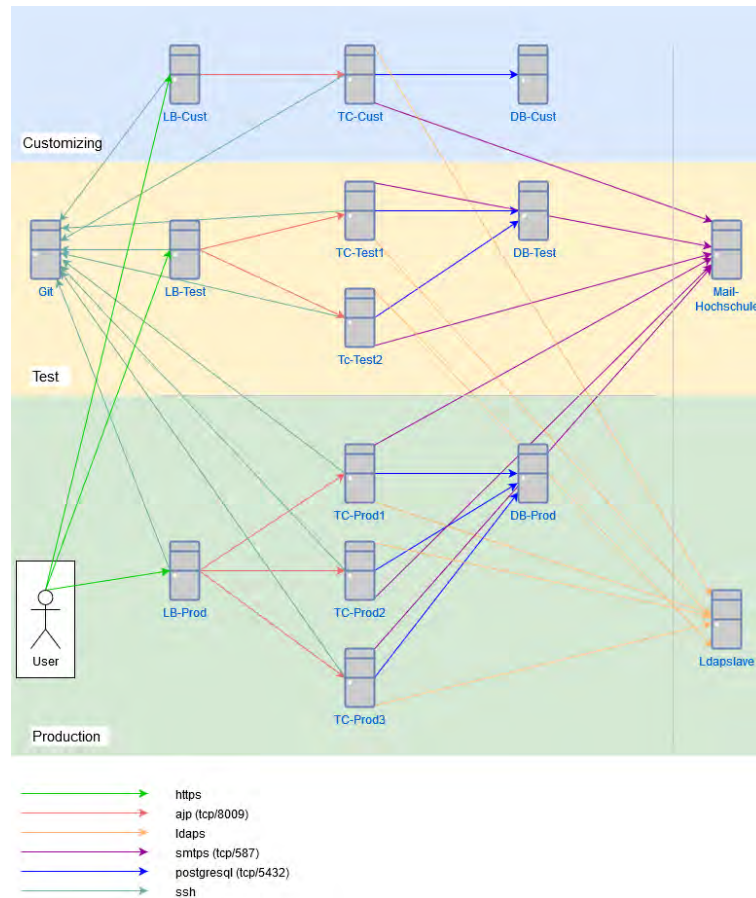 LB-Cust
TC-Cust
DB-Cust
Customizing
Git
LB-Test
TC-Test1
DB-Test
Mail-
Hochschule
Tc-Test2
Test
TC-Prod1
DB-Prod
LB-Prod
TC-Prod2
User
Ldapslave
TC-Prod3
Production
https
ajp (tcp/8009)
ldaps
smtps (tcp/587)
postgresql (tcp/5432)
ssh